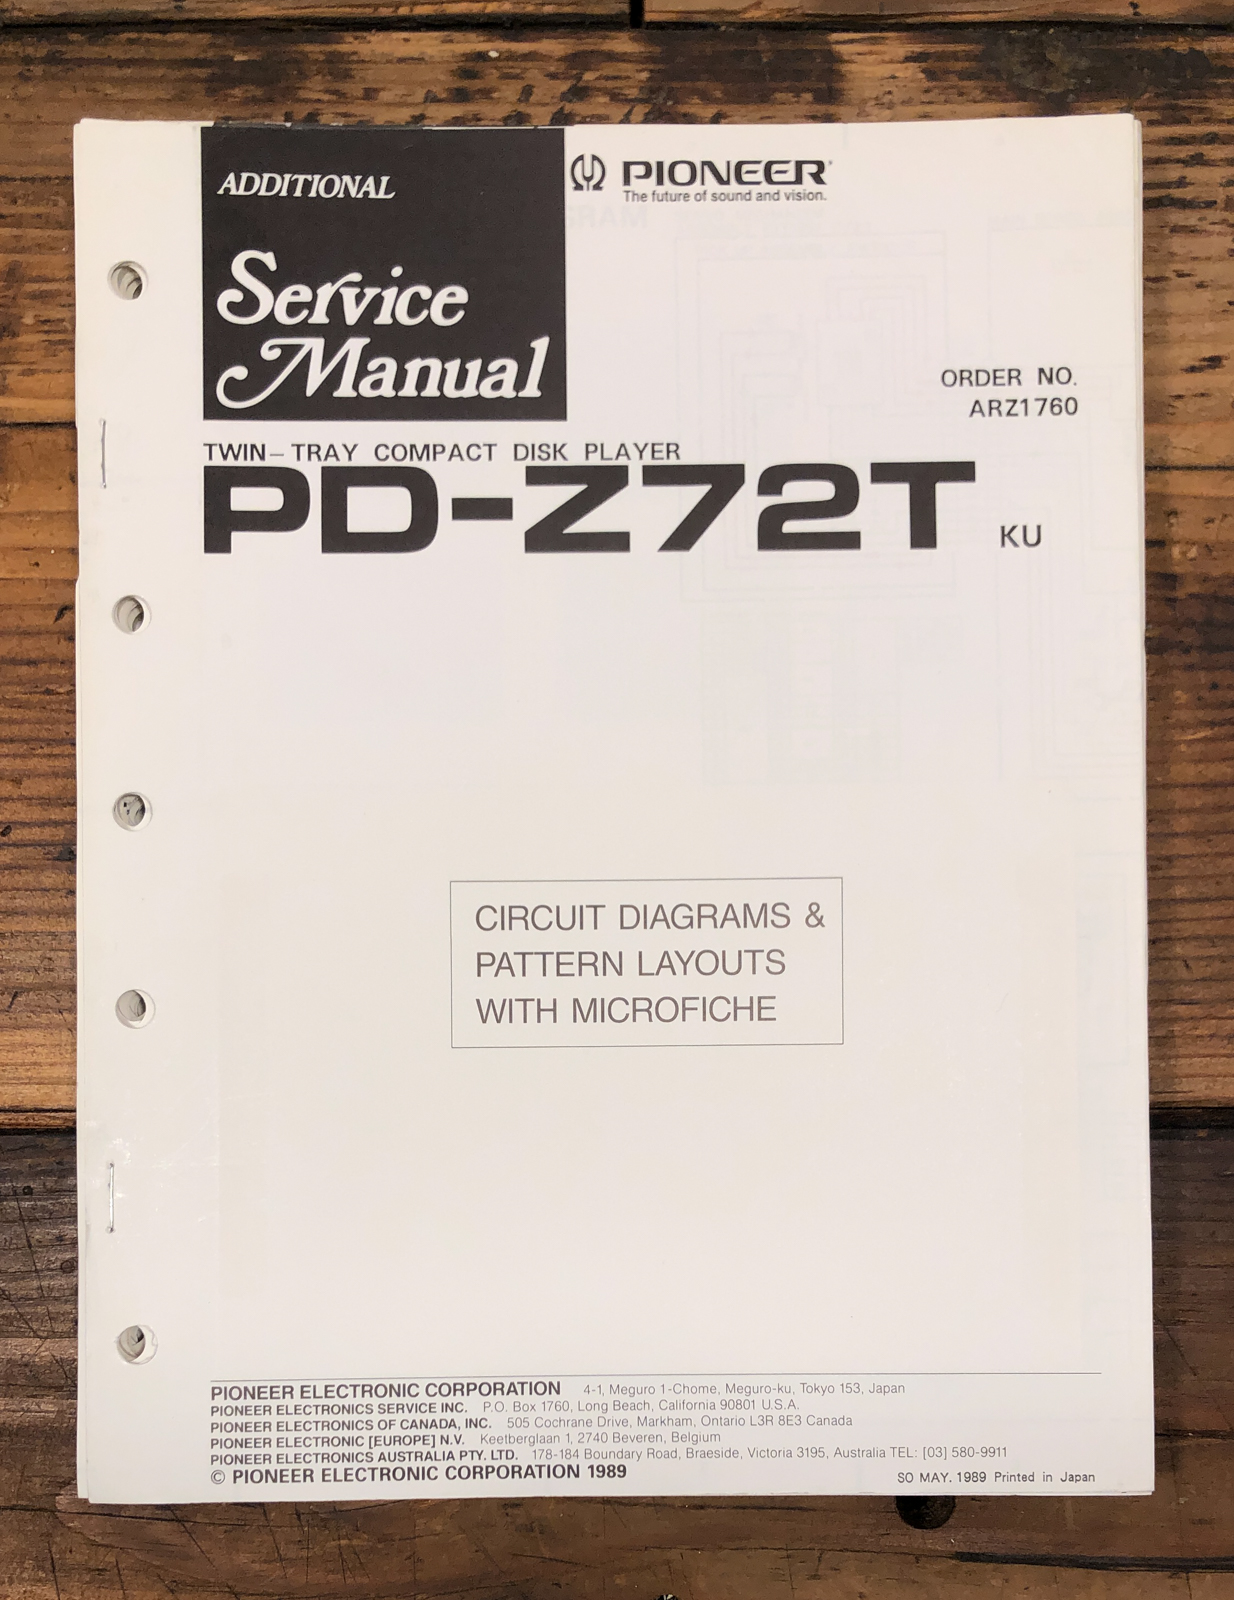 ADDITIONAL
Service
Manual
PIONEER
The future of sound and vision.
ORDER NO.
ARZ1760
TWIN-TRAY COMPACT DISK PLAYER
PD-Z72T KU
CIRCUIT DIAGRAMS &
PATTERN LAYOUTS
WITH MICROFICHE
PIONEER ELECTRONIC CORPORATION 4-1, Meguro 1-Chome, Meguro-ku, Tokyo 153, Japan
PIONEER ELECTRONICS SERVICE INC. P.O. Box 1760, Long Beach, California 90801 U.S.A.
PIONEER ELECTRONICS OF CANADA, INC. 505 Cochrane Drive, Markham, Ontario L3R 8E3 Canada
PIONEER ELECTRONIC [EUROPE] N.V. Keetberglaan 1, 2740 Beveren, Belgium
PIONEER ELECTRONICS AUSTRALIA PTY. LTD. 178-184 Boundary Road, Braeside, Victoria 3195, Australia TEL: [03] 580-9911
© PIONEER ELECTRONIC CORPORATION 1989
SO MAY. 1989 Printed in Japan